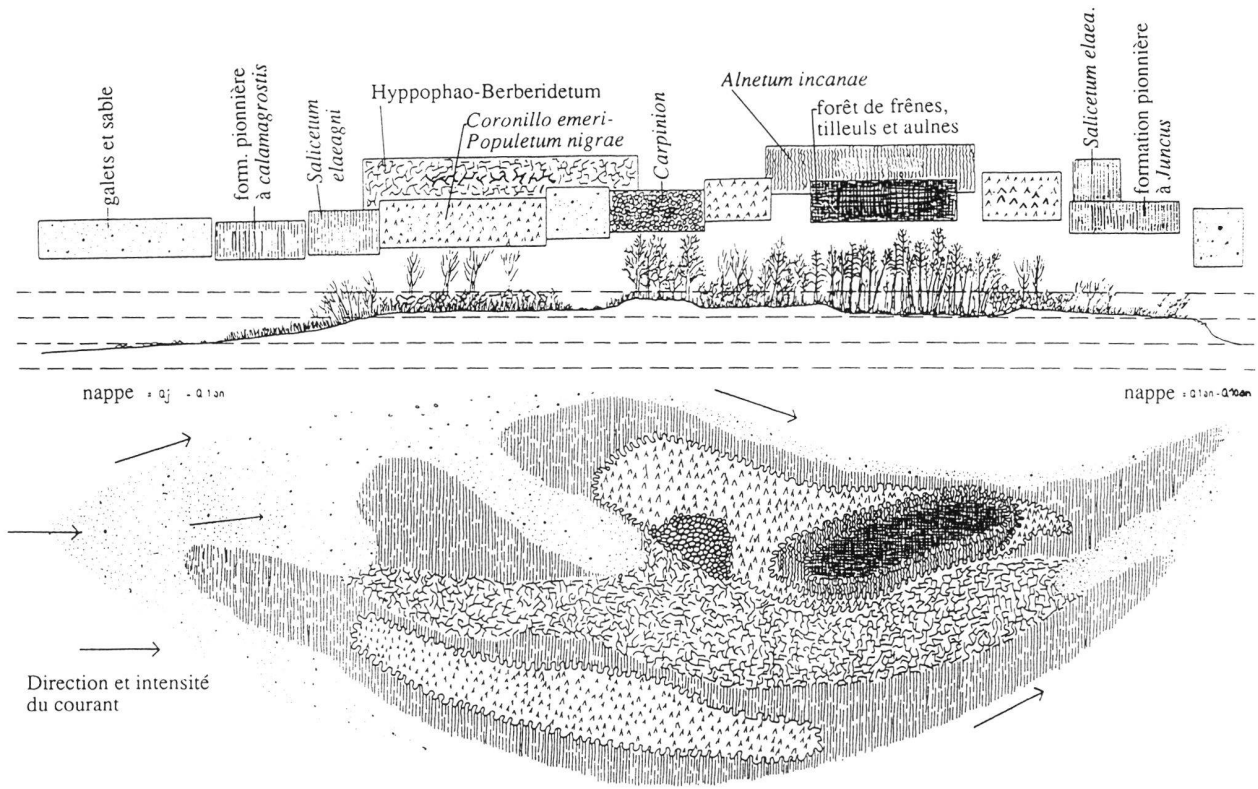 galets et sable
form. pionnière
à calamagrostis
Salicetum
elaeagni
Hyppophao-Berberidetum
Coronillo emeri-
Populetum nigrae
Carpinion
Alnetum incanae
forêt de frênes,
tilleuls et aulnes
Salicetum elaea.
formation pionnière
à Juncus
nappe
nappe
Direction et intensité
du courant